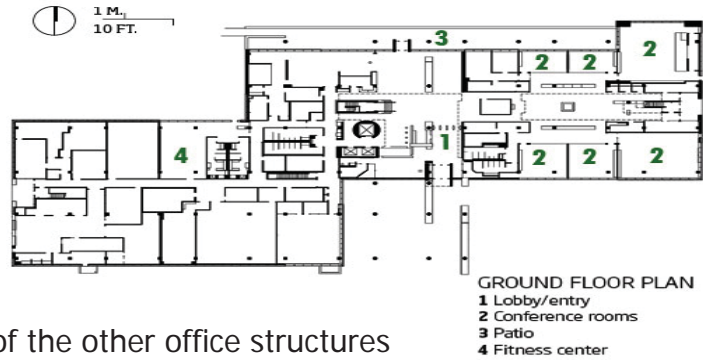 1 M.
10 FT.
3
2 2 2
4
1
2 2 2
GROUND FLOOR PLAN
1 Lobby/entry
2 Conference rooms
3 Patio
4 Fitness center
of the other office structures